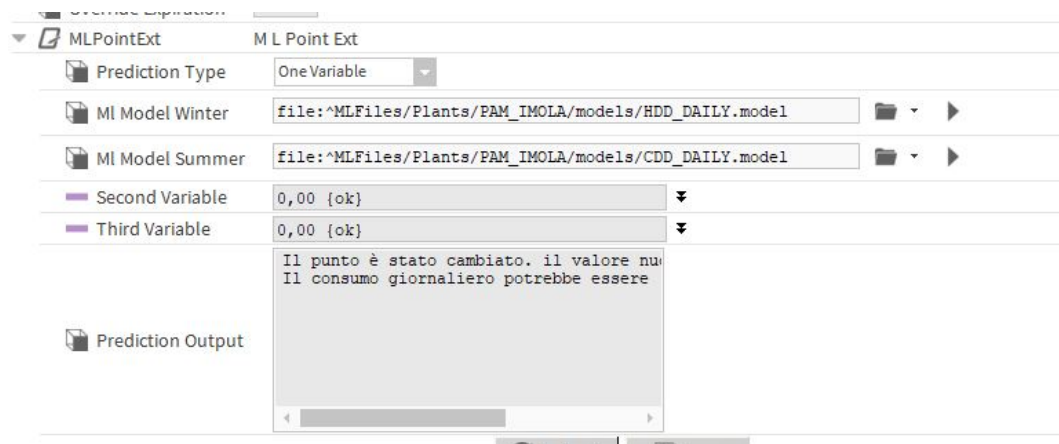 Override Expiration
MLPointExt M L Point Ext
Prediction Type One Variable
Ml Model Winter file:^MLFiles/Plants/PAM_IMOLA/models/HDD_DAILY.model
Ml Model Summer file:^MLFiles/Plants/PAM_IMOLA/models/CDD_DAILY.model
Second Variable 0,00 {ok}
Third Variable 0,00 {ok}
Il punto è stato cambiato. il valore
Il consumo giornaliero potrebbe essere
Prediction Output